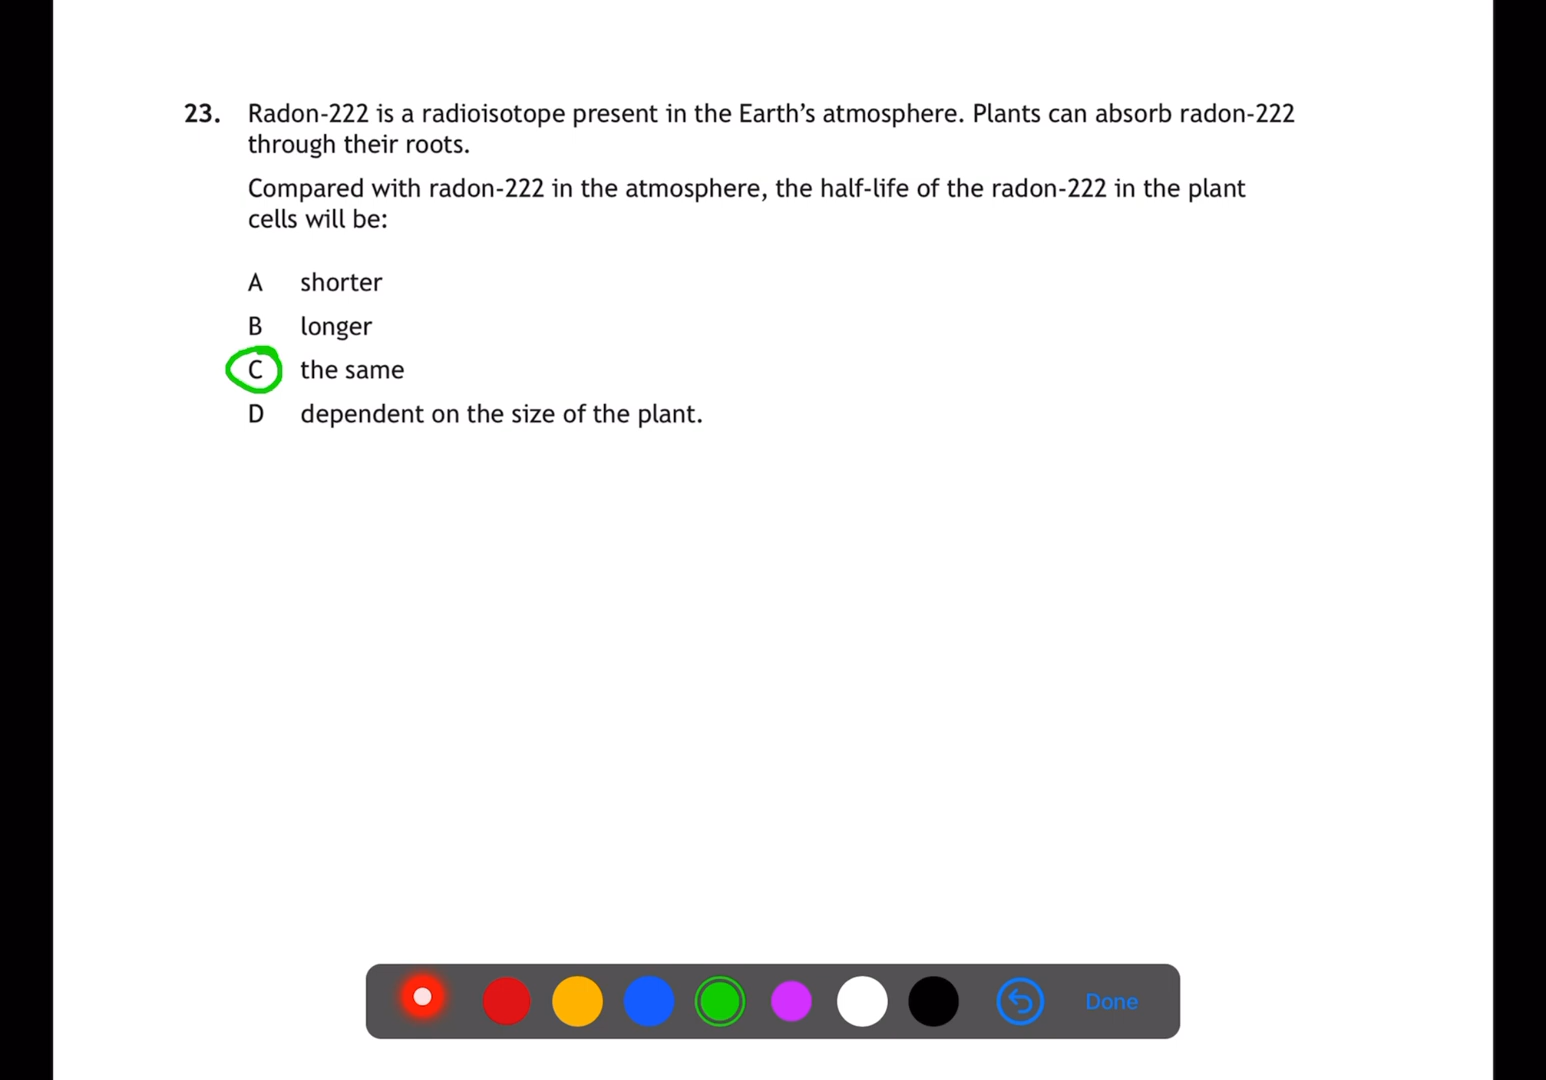 23. Radon-222 is a radioisotope present in the Earth’s atmosphere. Plants can absorb radon-222
through their roots.
Compared with radon-222 in the atmosphere, the half-life of the radon-222 in the plant
cells will be:
A shorter
B longer
C the same
D dependent on the size of the plant.
Done